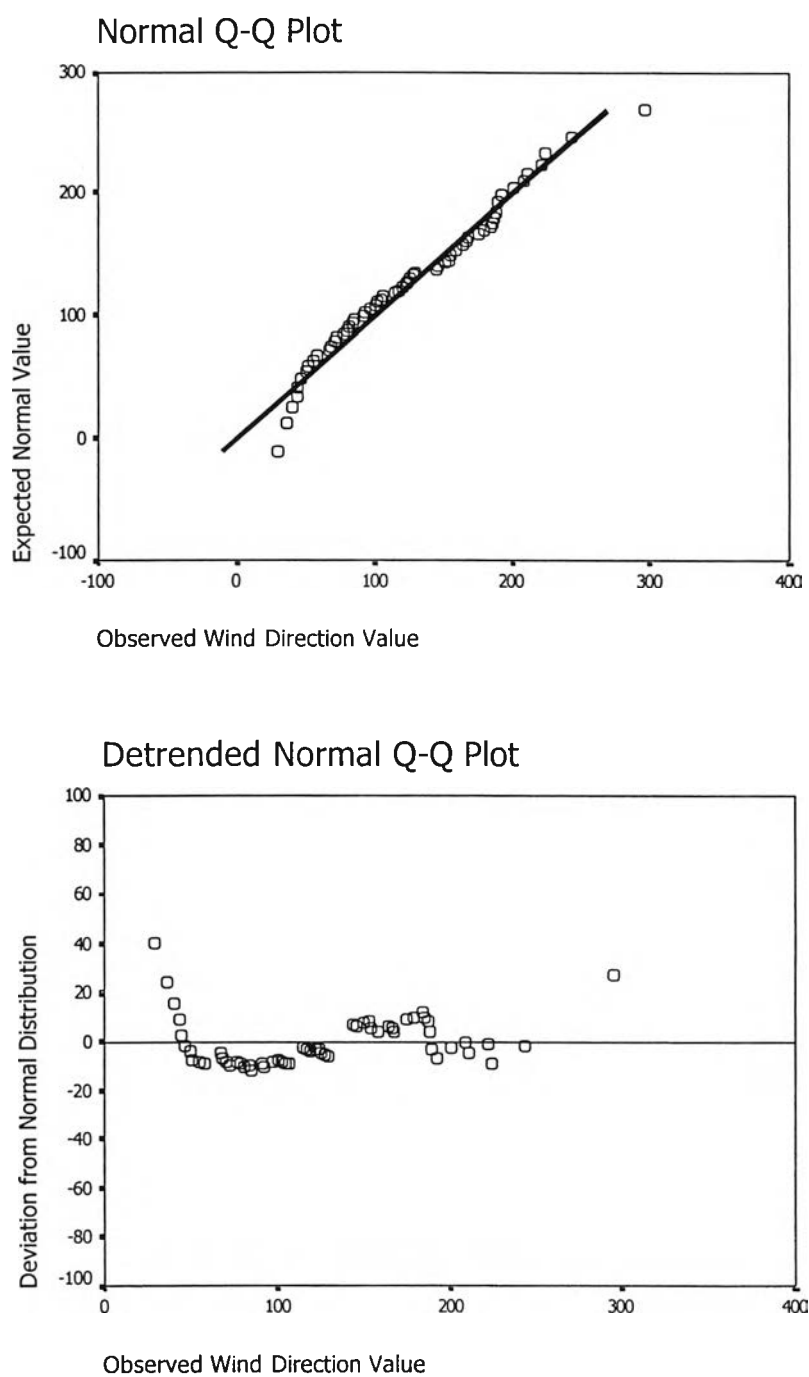 Normal Q-Q Plot
300
200
100
0
-100
Expected Normal Value
-100 0 100 200 300 400
Observed Wind Direction Value
Detrended Normal Q-Q Plot
100
80
60
40
20
0
-20
-40
-60
-80
-100
Deviation from Normal Distribution
0 100 200 300 400
Observed Wind Direction Value